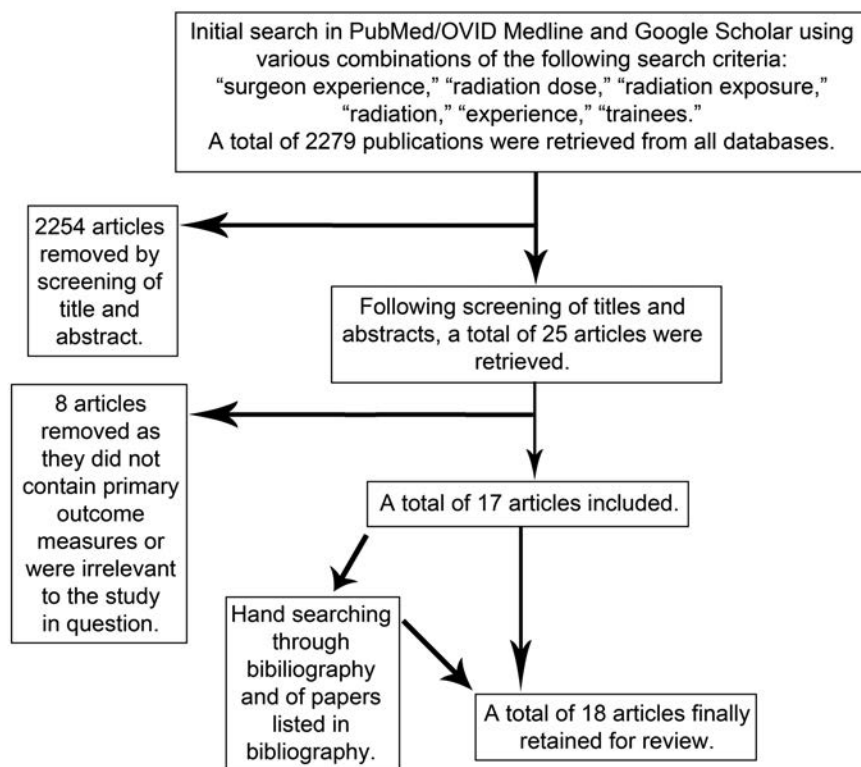 Initial search in PubMed/OVID Medline and Google Scholar using
various combinations of the following search criteria:
“surgeon experience,” “radiation dose,” “radiation exposure,”
“radiation,” “experience,” “trainees.”
A total of 2279 publications were retrieved from all databases.
2254 articles
removed by
screening of
title and
abstract.
Following screening of titles and
abstracts, a total of 25 articles were
retrieved.
8 articles
removed as
they did not
contain primary
outcome
measures or
were irrelevant
to the study
in question.
A total of 17 articles included.
Hand searching
through
bibiliography
and of papers
listed in
bibliography.
A total of 18 articles finally
retained for review.